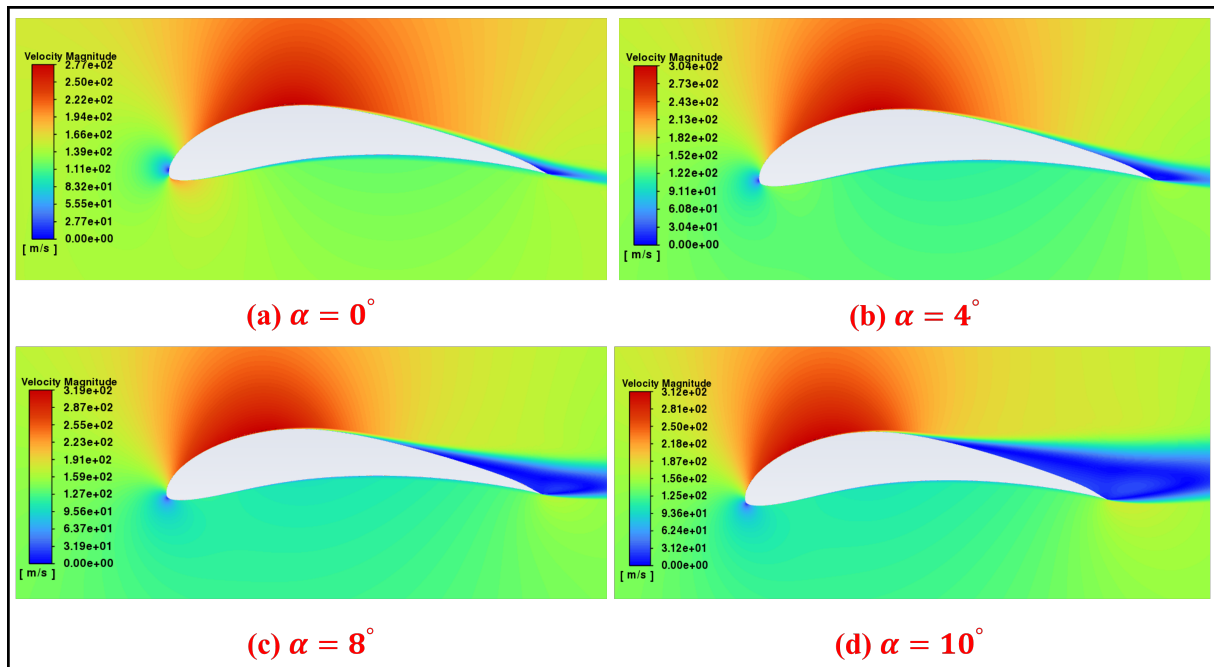 Velocity Magnitude
2.77e+02
2.50e+02
2.22e+02
1.94e+02
1.66e+02
1.39e+02
1.11e+02
8.32e+01
5.55e+01
2.77e+01
0.00e+00
[ m/s ]
(a) α = 0°
Velocity Magnitude
3.04e+02
2.73e+02
2.43e+02
2.13e+02
1.82e+02
1.52e+02
1.22e+02
9.11e+01
6.08e+01
3.04e+01
0.00e+00
[ m/s ]
(b) α = 4°
Velocity Magnitude
3.19e+02
2.87e+02
2.55e+02
2.23e+02
1.91e+02
1.59e+02
1.27e+02
9.56e+01
6.37e+01
3.19e+01
0.00e+00
[ m/s ]
(c) α = 8°
Velocity Magnitude
3.12e+02
2.81e+02
2.50e+02
2.18e+02
1.87e+02
1.56e+02
1.25e+02
9.36e+01
6.24e+01
3.12e+01
0.00e+00
[ m/s ]
(d) α = 10°